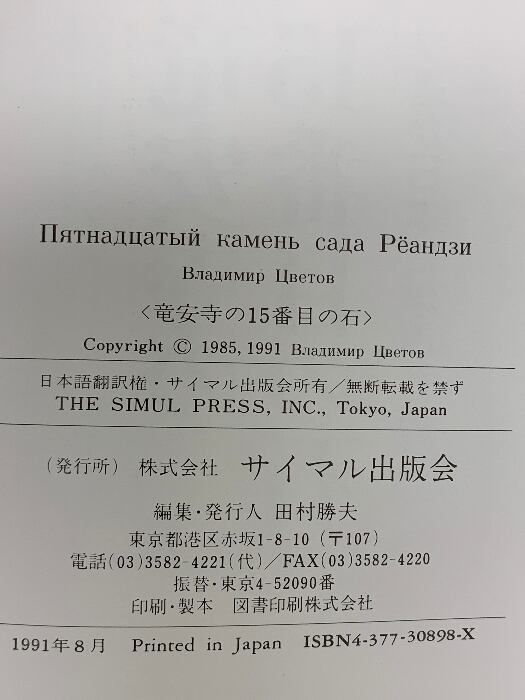 Пятнадцатый камень сада Рёандзи
Владимир Цветов
〈竜安寺の15番目の石〉
Copyright © 1985, 1991 Владимир Цветов
日本語翻訳権・サイマル出版会所有／無断転載を禁ず
THE SIMUL PRESS, INC., Tokyo, Japan
(発行所) 株式会社 サイマル出版会
編集・発行人 田村勝夫
東京都港区赤坂1-8-10 (〒107)
電話(03)3582-4221(代)／FAX(03)3582-4220
振替・東京4-52090番
印刷・製本 図書印刷株式会社
1991年8月 Printed in Japan ISBN4-377-30898-X